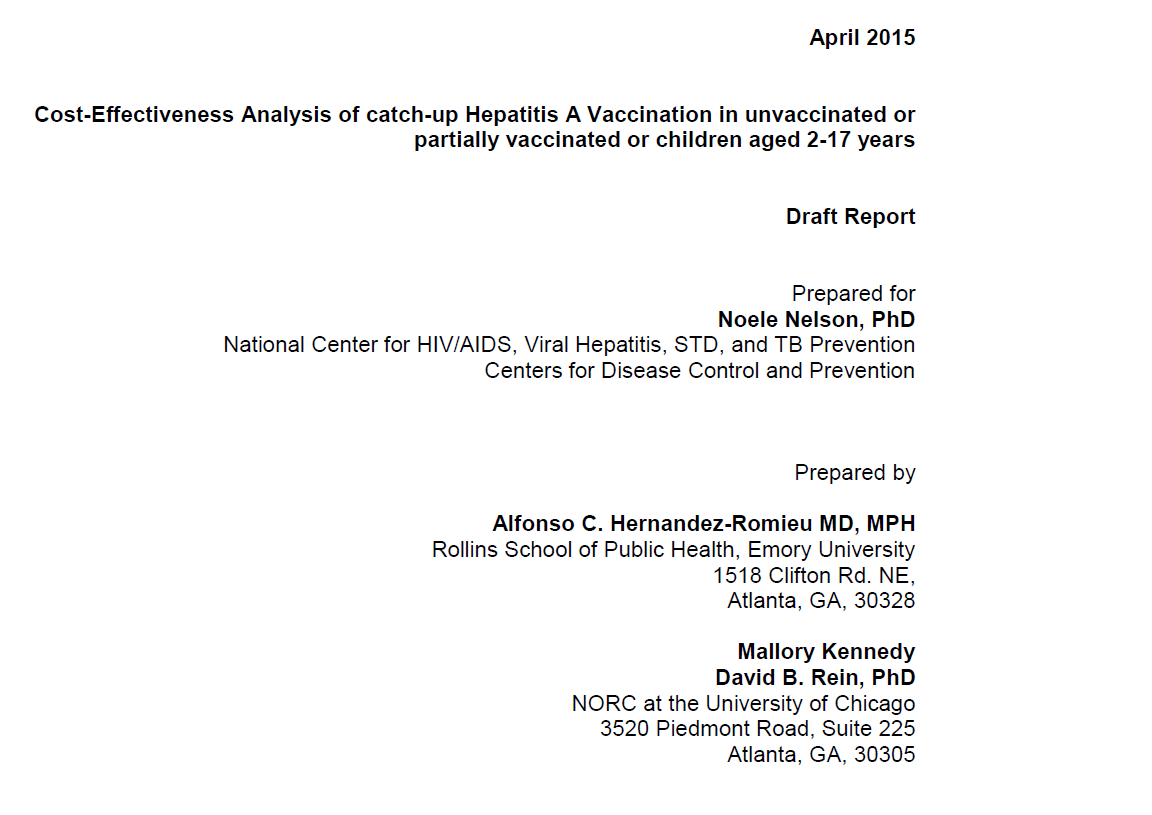 April 2015
Cost-Effectiveness Analysis of catch-up Hepatitis A Vaccination in unvaccinated or
partially vaccinated or children aged 2-17 years
Draft Report
Prepared for
Noele Nelson, PhD
National Center for HIV/AIDS, Viral Hepatitis, STD, and TB Prevention
Centers for Disease Control and Prevention
Prepared by
Alfonso C. Hernandez-Romieu MD, MPH
Rollins School of Public Health, Emory University
1518 Clifton Rd. NE,
Atlanta, GA, 30328
Mallory Kennedy
David B. Rein, PhD
NORC at the University of Chicago
3520 Piedmont Road, Suite 225
Atlanta, GA, 30305